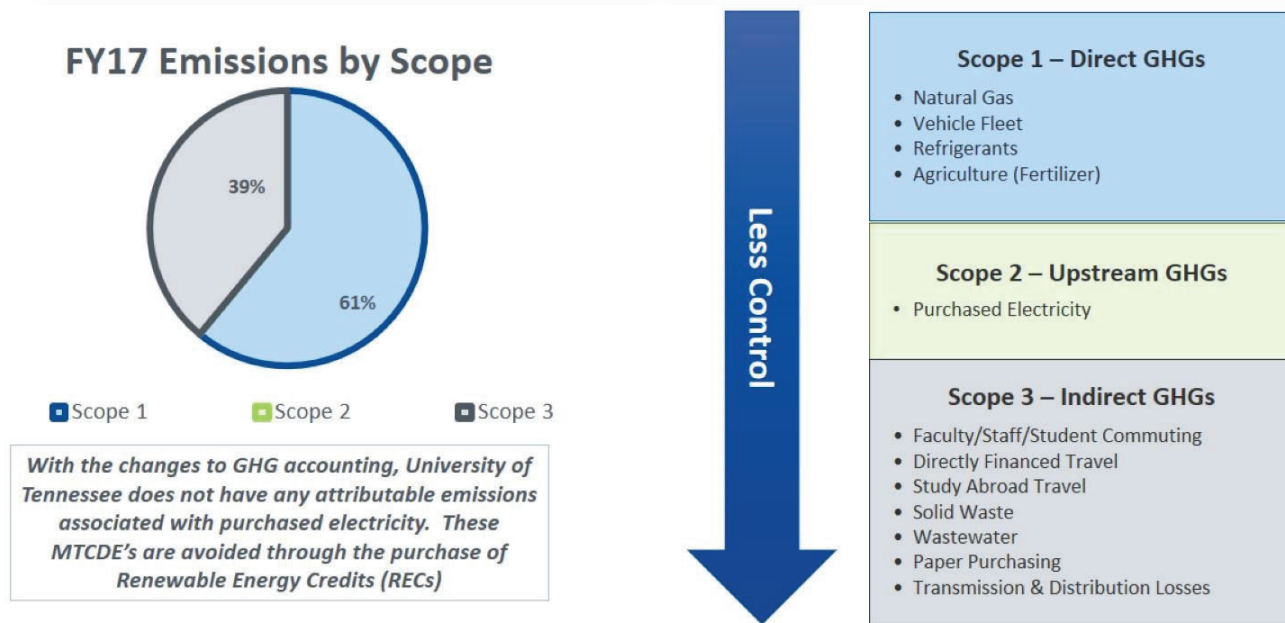 FY17 Emissions by Scope
39%
61%
Scope 1
Scope 2
Scope 3
With the changes to GHG accounting, University of
Tennessee does not have any attributable emissions
associated with purchased electricity. These
MTCDE's are avoided through the purchase of
Renewable Energy Credits (RECs)
Less Control
Scope 1 – Direct GHGs
• Natural Gas
• Vehicle Fleet
• Refrigerants
• Agriculture (Fertilizer)
Scope 2 – Upstream GHGs
• Purchased Electricity
Scope 3 – Indirect GHGs
• Faculty/Staff/Student Commuting
• Directly Financed Travel
• Study Abroad Travel
• Solid Waste
• Wastewater
• Paper Purchasing
• Transmission & Distribution Losses